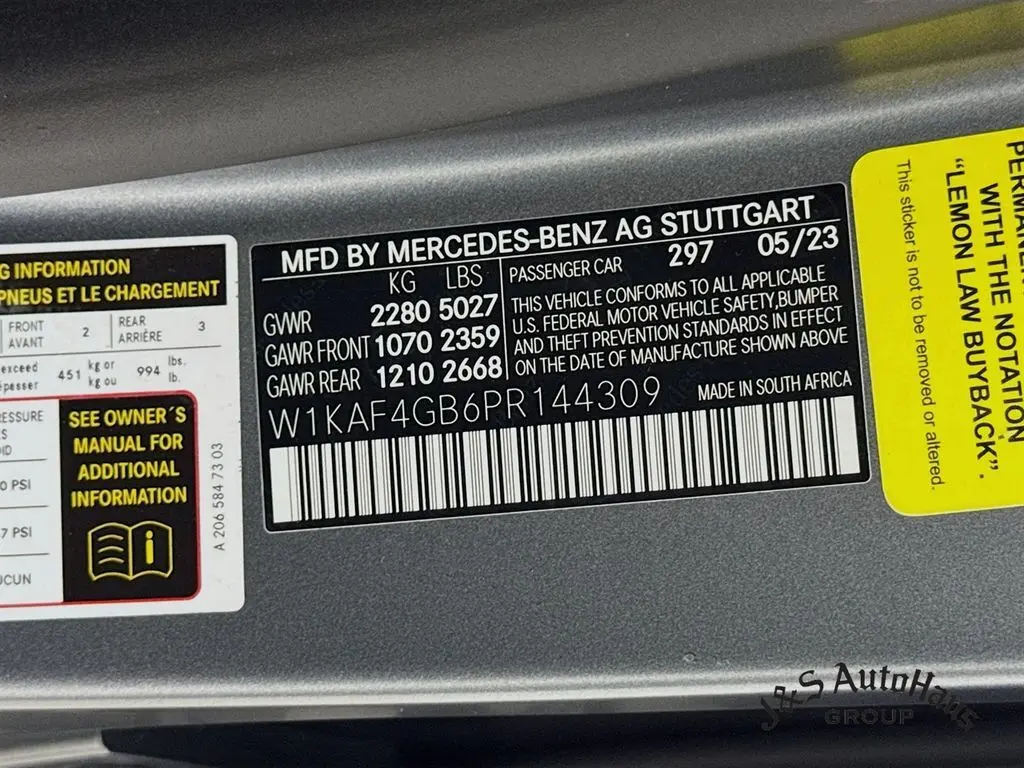 G INFORMATION
PNEUS ET LE CHARGEMENT
FRONT
AVANT
2
REAR
ARRIÈRE
3
exceed
451
kg or
kg ou
994
lbs.
lb.
SEE OWNER´S
MANUAL FOR
ADDITIONAL
INFORMATION
0 PSI
7 PSI
A 206 584 73 03
MFD BY MERCEDES-BENZ AG STUTTGART
KG LBS
GVWR 2280 5027
GAWR FRONT 1070 2359
GAWR REAR 1210 2668
PASSENGER CAR 297 05/23
THIS VEHICLE CONFORMS TO ALL APPLICABLE
U.S. FEDERAL MOTOR VEHICLE SAFETY,BUMPER
AND THEFT PREVENTION STANDARDS IN EFFECT
ON THE DATE OF MANUFACTURE SHOWN ABOVE
W1KAF4GB6PR144309
MADE IN SOUTH AFRICA
WITH THE NOTATION
“LEMON LAW BUYBACK”.
This sticker is not to be removed or altered.
J&S AutoHaus
GROUP